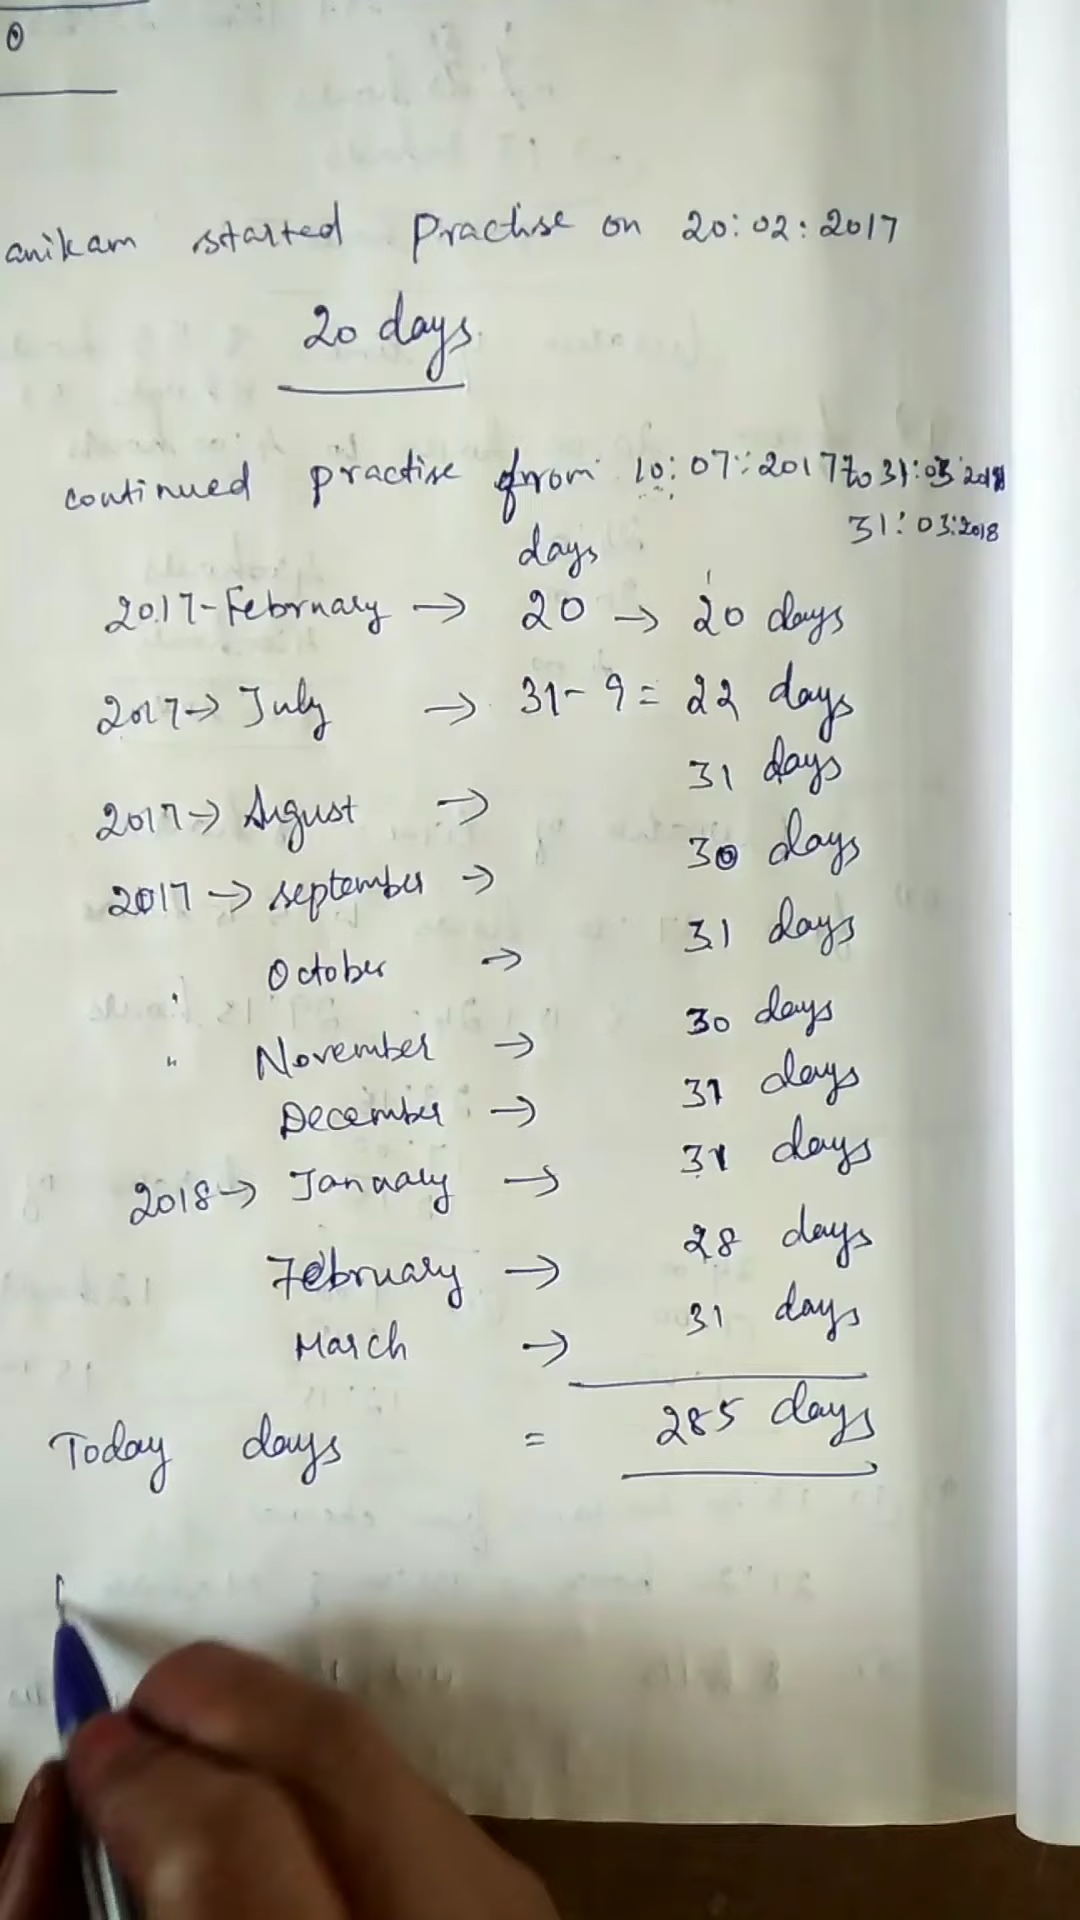 anikam started Practise on 20:02:2017
20 days
continued practise from 10:07:2017 to 31:03:2018
31:03:2018
days
2017-February → 20 → 20 days
2017→ July → 31-9= 22 days
2017→ August → 31 days
2017→ september → 30 days
" October → 31 days
" November → 30 days
December → 31 days
2018→ January → 31 days
February → 28 days
March → 31 days
Today days = 285 days